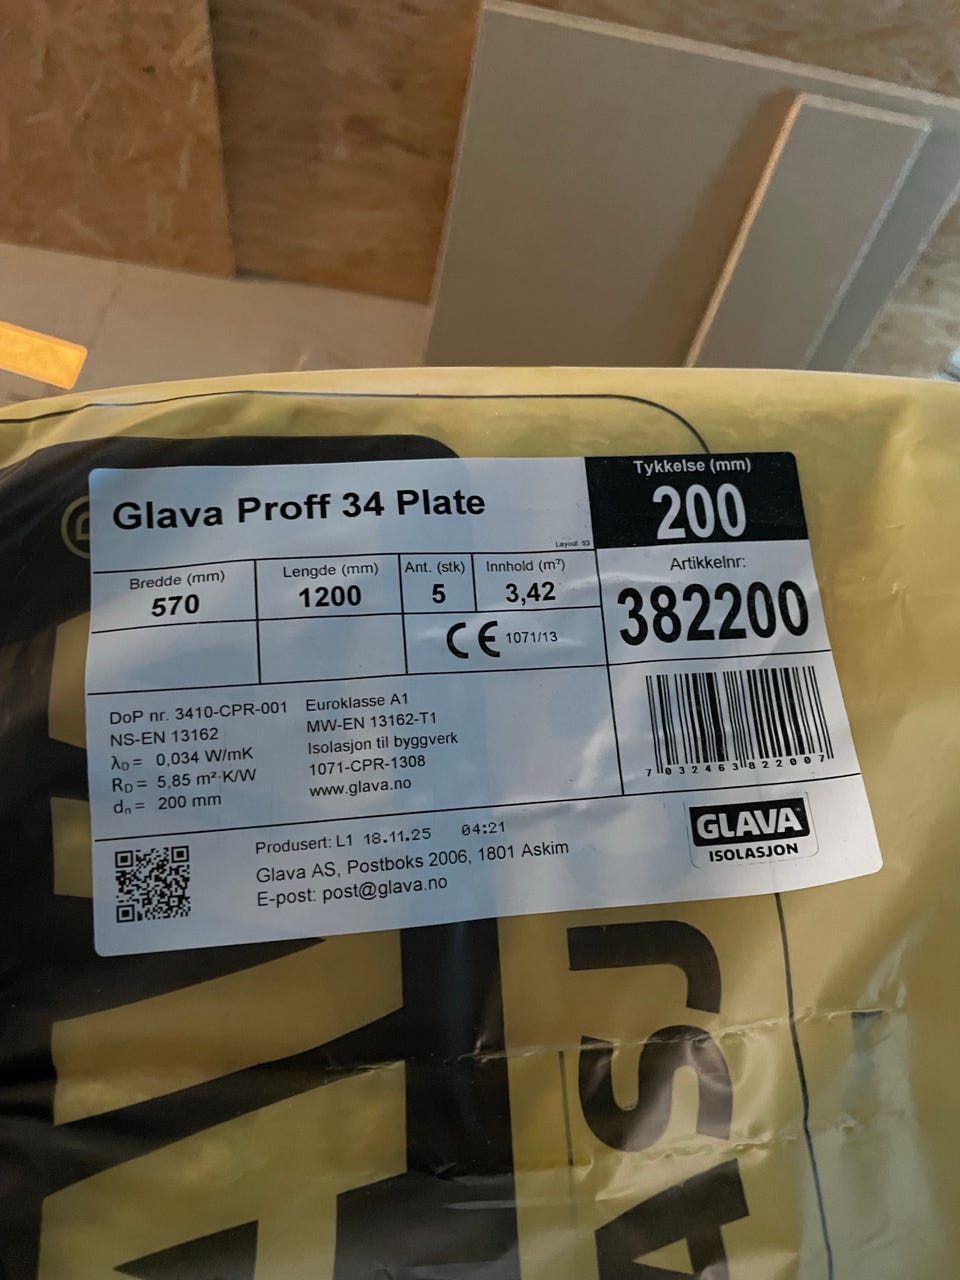 Glava Proff 34 Plate
Layout 53
Tykkelse (mm)
200
Bredde (mm)
570
Lengde (mm)
1200
Ant. (stk)
5
Innhold (m²)
3,42
Artikkelnr:
382200
CE 1071/13
DoP nr. 3410-CPR-001
NS-EN 13162
λD = 0,034 W/mK
RD = 5,85 m²·K/W
dn = 200 mm
Euroklasse A1
MW-EN 13162-T1
Isolasjon til byggverk
1071-CPR-1308
www.glava.no
7032463822007
Produsert: L1 18.11.25 04:21
Glava AS, Postboks 2006, 1801 Askim
E-post: post@glava.no
GLAVA
ISOLASJON